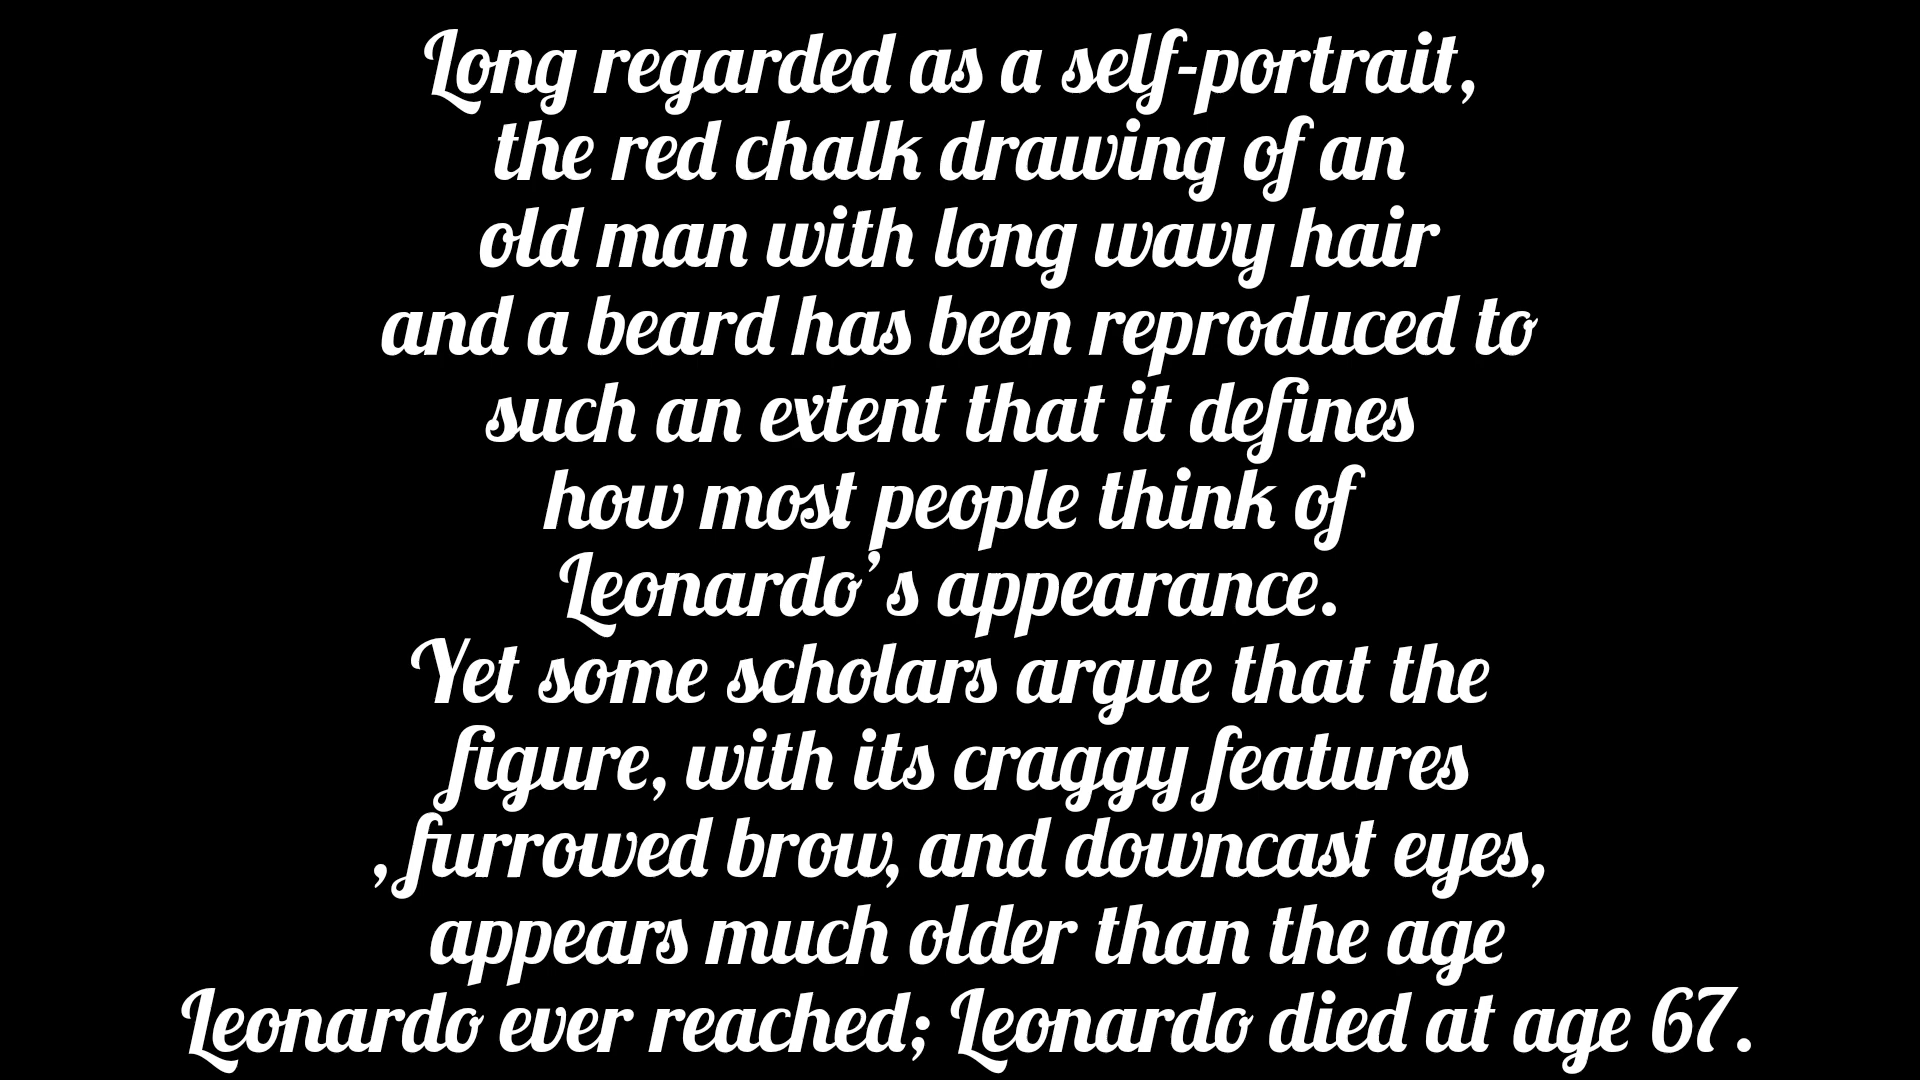 Long regarded as a self-portrait,
the red chalk drawing of an
old man with long wavy hair
and a beard has been reproduced to
such an extent that it defines
how most people think of
Leonardo’s appearance.
Yet some scholars argue that the
figure, with its craggy features
, furrowed brow, and downcast eyes,
appears much older than the age
Leonardo ever reached; Leonardo died at age 67.